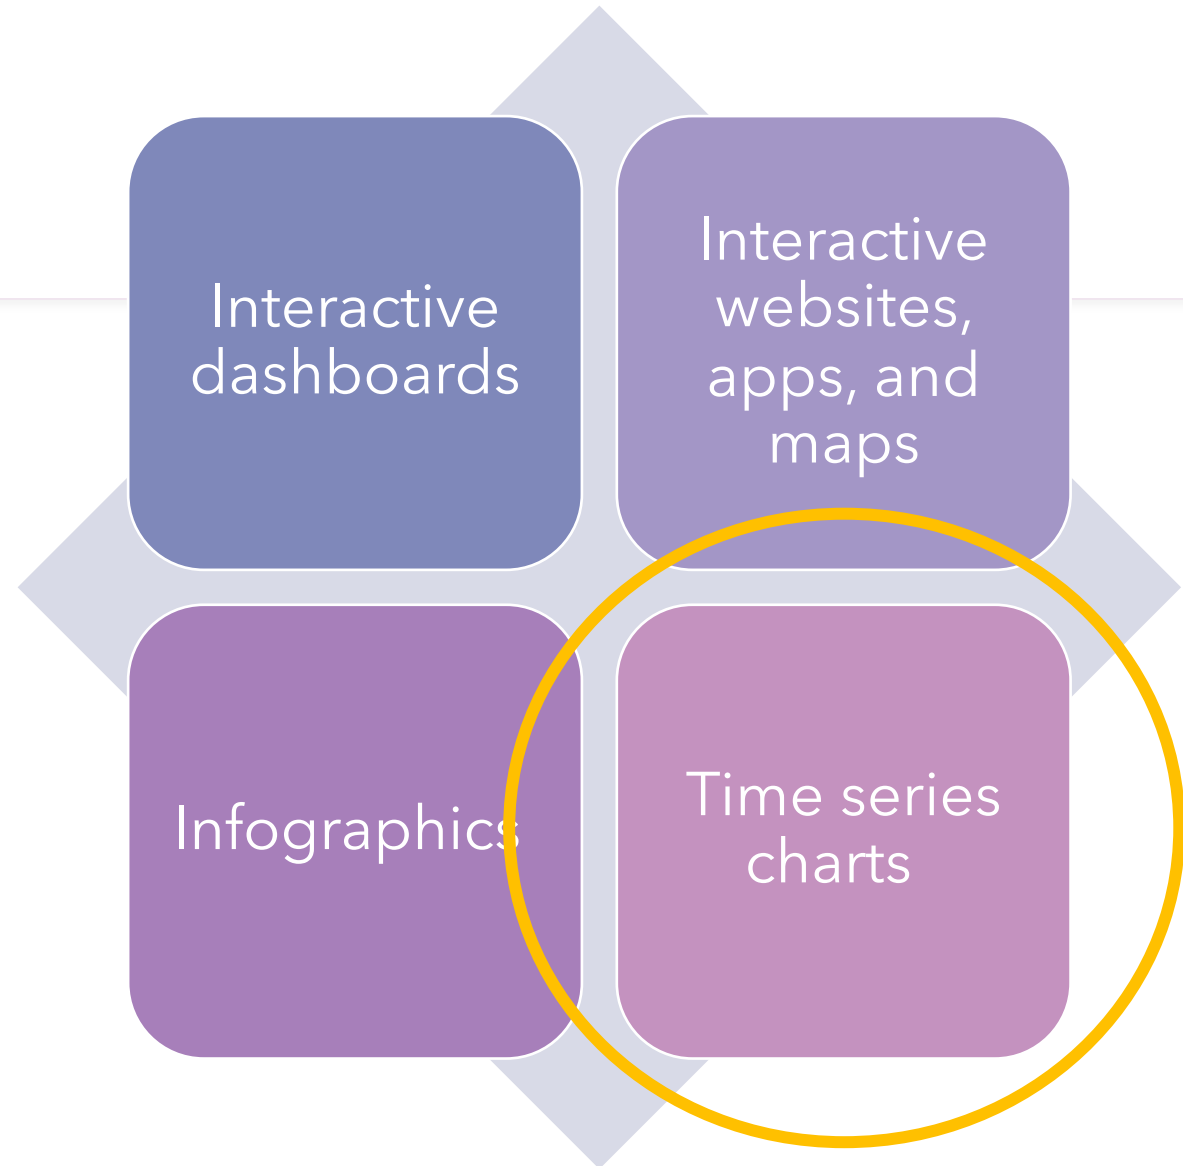 Interactive
dashboards
Interactive
websites,
apps, and
maps
Infographics
Time series
charts